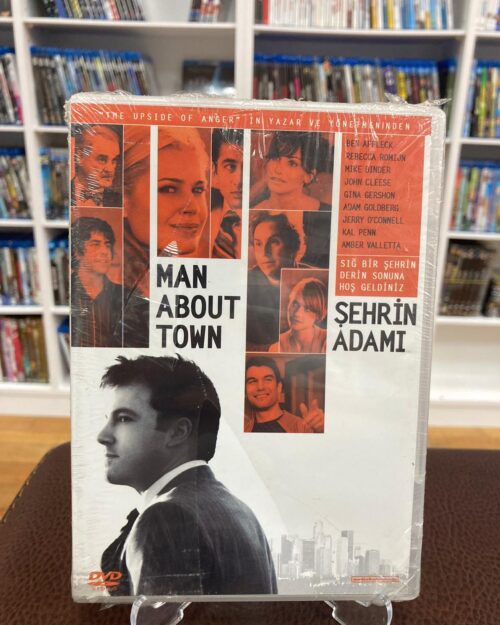 "THE UPSIDE OF ANGER" IN YAZAR VE YÖNETMENİNDEN
BEN AFFLECK
REBECCA ROMIJN
MIKE BINDER
JOHN CLEESE
GINA GERSHON
ADAM GOLDBERG
JERRY O'CONNELL
KAL PENN
AMBER VALLETTA
SIĞ BİR ŞEHRİN
DERİN SONUNA
HOŞ GELDİNİZ
MAN
ABOUT
TOWN
ŞEHRİN
ADAMI
DVD